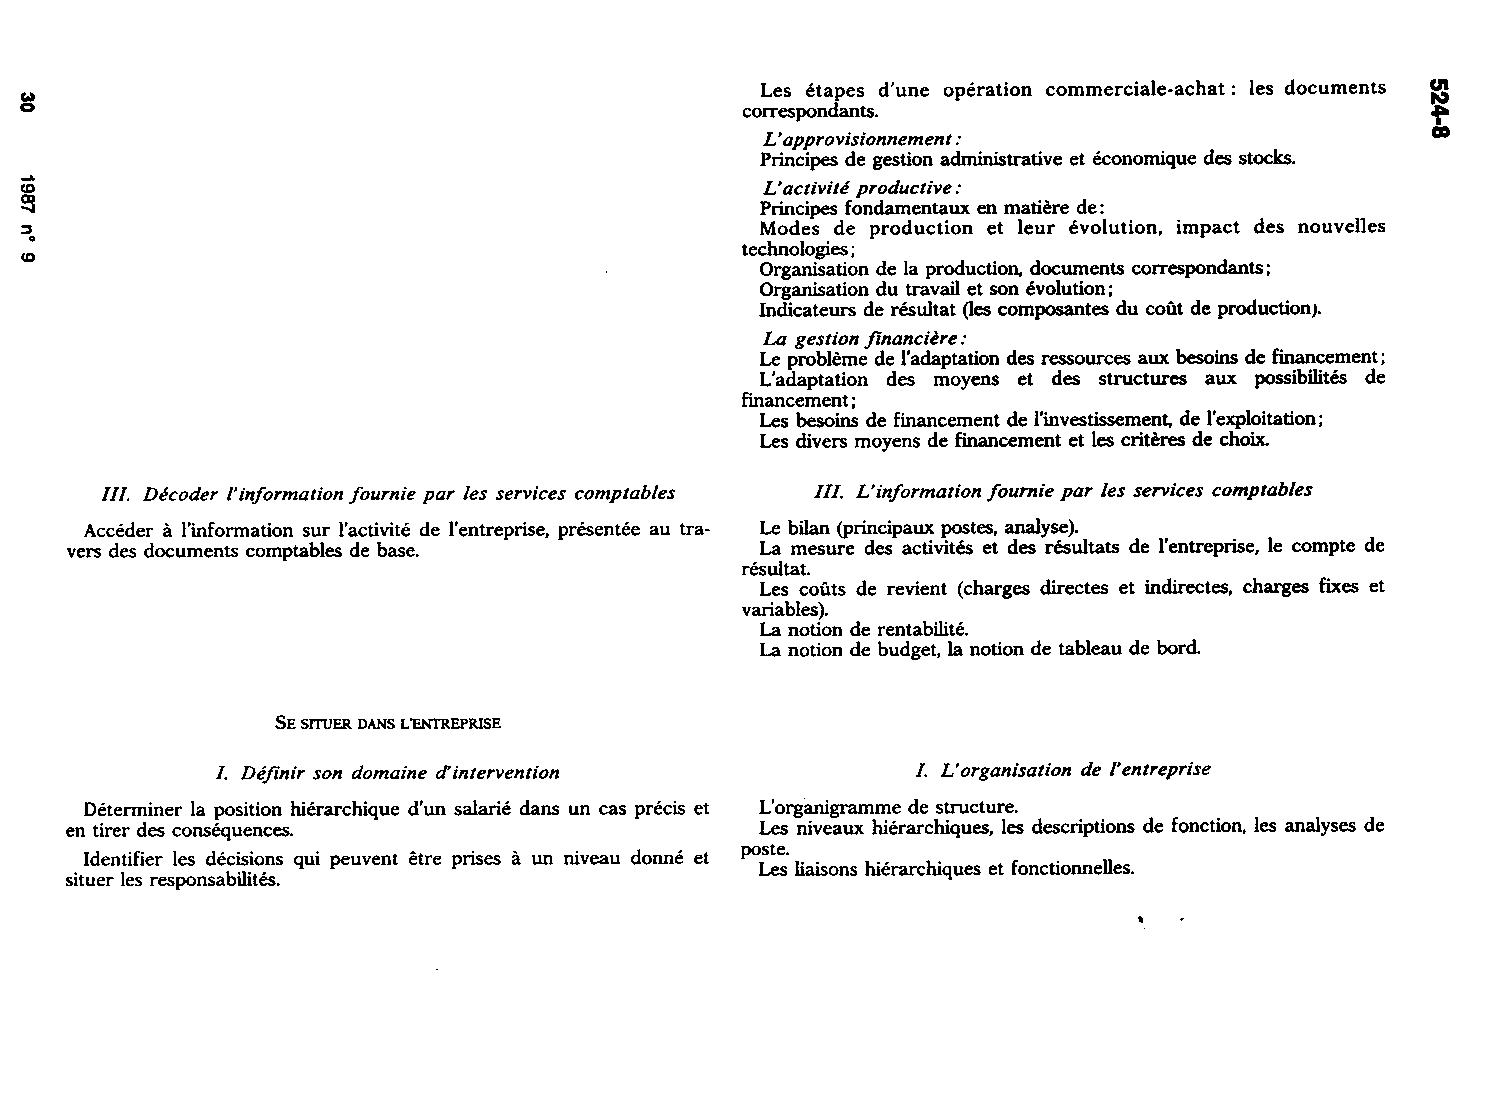 30 1987 n° 9
524-8
Les étapes d'une opération commerciale-achat : les documents
correspondants.
L'approvisionnement :
Principes de gestion administrative et économique des stocks.
L'activité productive :
Principes fondamentaux en matière de :
Modes de production et leur évolution, impact des nouvelles
technologies ;
Organisation de la production, documents correspondants ;
Organisation du travail et son évolution ;
Indicateurs de résultat (les composantes du coût de production).
La gestion financière :
Le problème de l'adaptation des ressources aux besoins de financement ;
L'adaptation des moyens et des structures aux possibilités de
financement ;
Les besoins de financement de l'investissement, de l'exploitation ;
Les divers moyens de financement et les critères de choix.
III. Décoder l'information fournie par les services comptables
Accéder à l'information sur l'activité de l'entreprise, présentée au tra-
vers des documents comptables de base.
III. L'information fournie par les services comptables
Le bilan (principaux postes, analyse).
La mesure des activités et des résultats de l'entreprise, le compte de
résultat.
Les coûts de revient (charges directes et indirectes, charges fixes et
variables).
La notion de rentabilité.
La notion de budget, la notion de tableau de bord.
SE SITUER DANS L'ENTREPRISE
I. Définir son domaine d'intervention
Déterminer la position hiérarchique d'un salarié dans un cas précis et
en tirer des conséquences.
Identifier les décisions qui peuvent être prises à un niveau donné et
situer les responsabilités.
I. L'organisation de l'entreprise
L'organigramme de structure.
Les niveaux hiérarchiques, les descriptions de fonction, les analyses de
poste.
Les liaisons hiérarchiques et fonctionnelles.